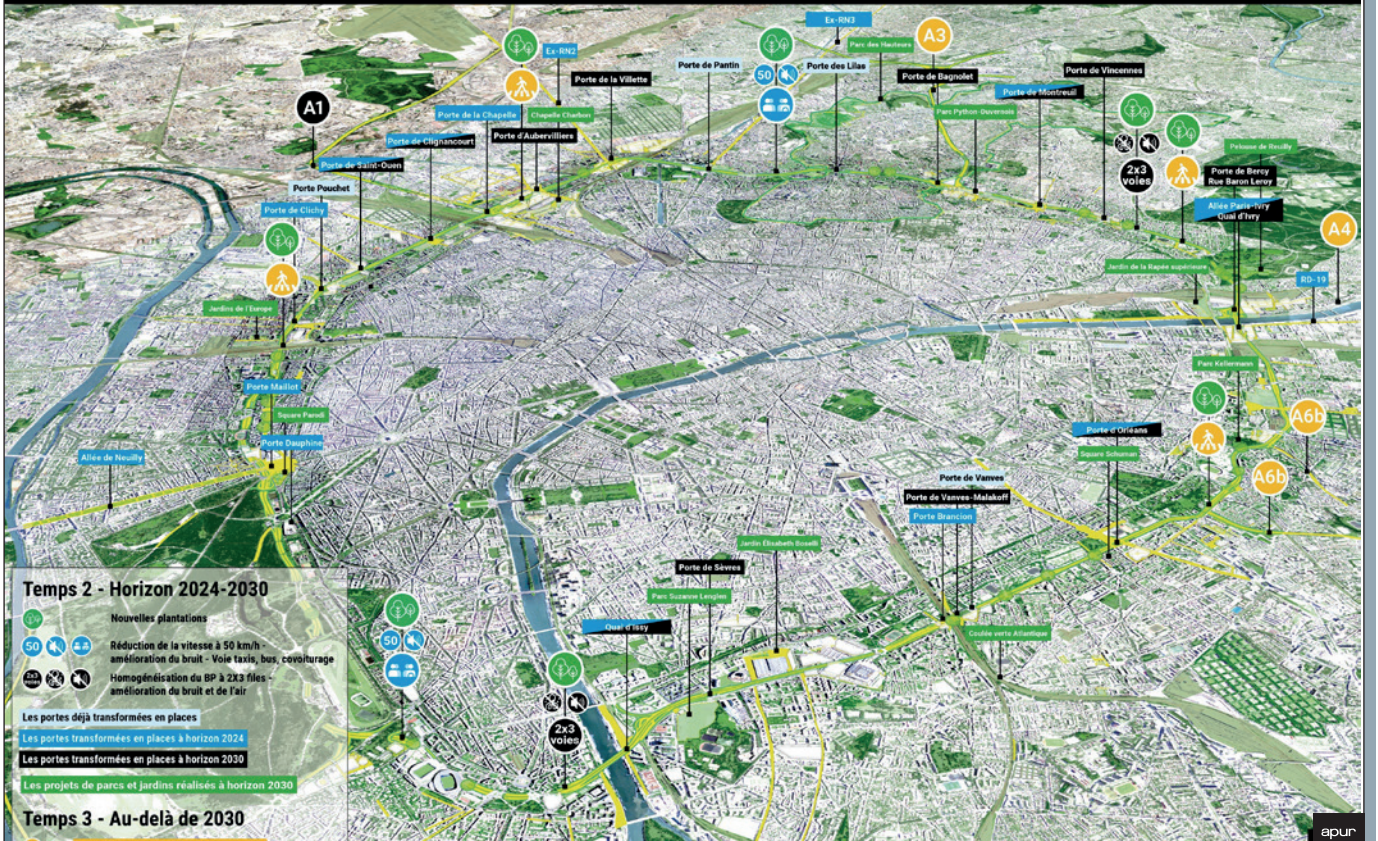 Ex-RN3
A3
Parc des Hauteurs
Ex-RN2
Porte de Pantin
Porte des Lilas
Porte de la Villette
50
Porte de Bagnolet
Porte de Vincennes
Porte de Montreuil
A1
Porte de la Chapelle
Chapelle Charbon
Parc Python-Duvernois
Porte de Clignancourt
Porte d'Aubervilliers
Pelouse de Reuilly
Porte de Saint-Ouen
2x3
voies
Porte de Bercy
Rue Baron Leroy
Porte Pouchet
Porte de Clichy
Allée Paris-Ivry
Quai d'Ivry
A4
Jardin de la Rapée supérieure
RD-19
Jardins de l'Europe
Parc Kellermann
Porte Maillot
Square Parodi
A6b
Porte Dauphine
Porte d'Orléans
Allée de Neuilly
Square Schuman
A6b
Porte de Vanves
Porte de Vanves-Malakoff
Porte Brancion
Jardin Élisabeth Boselli
Porte de Sèvres
Parc Suzanne Lenglen
Quai d'Issy
Coulée verte Atlantique
50
2x3
voies
Temps 2 - Horizon 2024-2030
Nouvelles plantations
50
Réduction de la vitesse à 50 km/h -
amélioration du bruit - Voie taxis, bus, covoiturage
2x3
voies
Homogénéisation du BP à 2X3 files -
amélioration du bruit et de l'air
Les portes déjà transformées en places
Les portes transformées en places à horizon 2024
Les portes transformées en places à horizon 2030
Les projets de parcs et jardins réalisés à horizon 2030
Temps 3 - Au-delà de 2030
apur